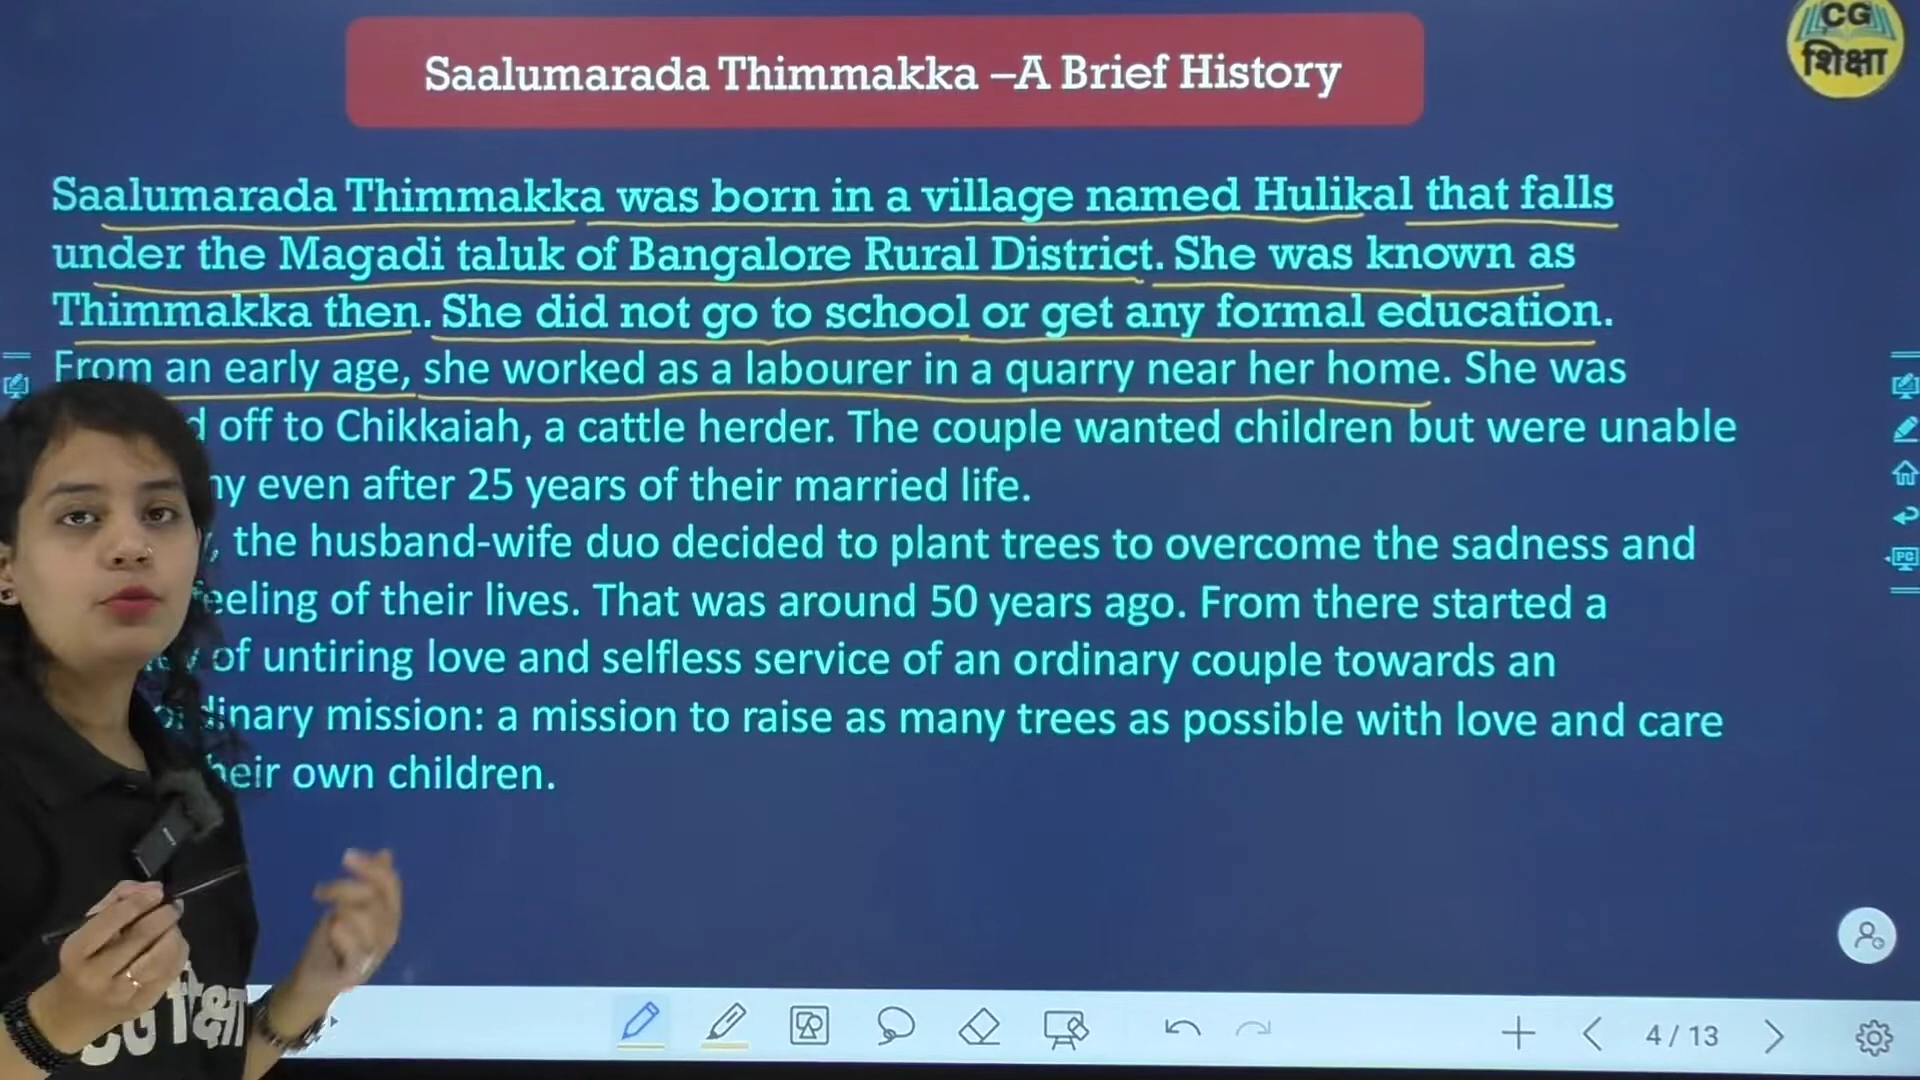 CG
शिक्षा
Saalumarada Thimmakka –A Brief History
Saalumarada Thimmakka was born in a village named Hulikal that falls
under the Magadi taluk of Bangalore Rural District. She was known as
Thimmakka then. She did not go to school or get any formal education.
From an early age, she worked as a labourer in a quarry near her home. She was
off to Chikkaiah, a cattle herder. The couple wanted children but were unable
even after 25 years of their married life.
the husband-wife duo decided to plant trees to overcome the sadness and
feeling of their lives. That was around 50 years ago. From there started a
of untiring love and selfless service of an ordinary couple towards an
mission: a mission to raise as many trees as possible with love and care
own children.
4 / 13
PC
CG